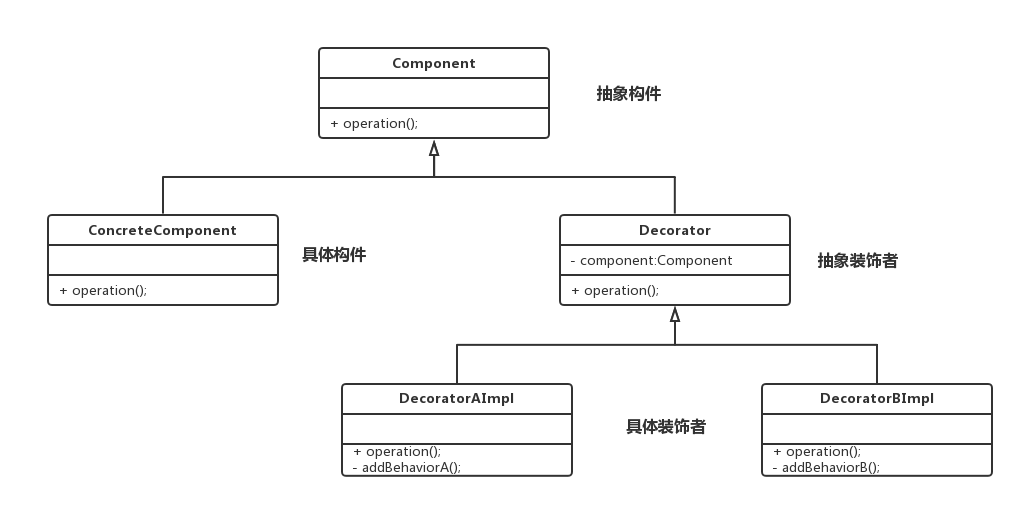 Component
抽象构件
+ operation();
ConcreteComponent
+ operation();
具体构件
Decorator
- component:Component
+ operation();
抽象装饰者
DecoratorAImpl
+ operation();
- addBehaviorA();
具体装饰者
DecoratorBImpl
+ operation();
- addBehaviorB();